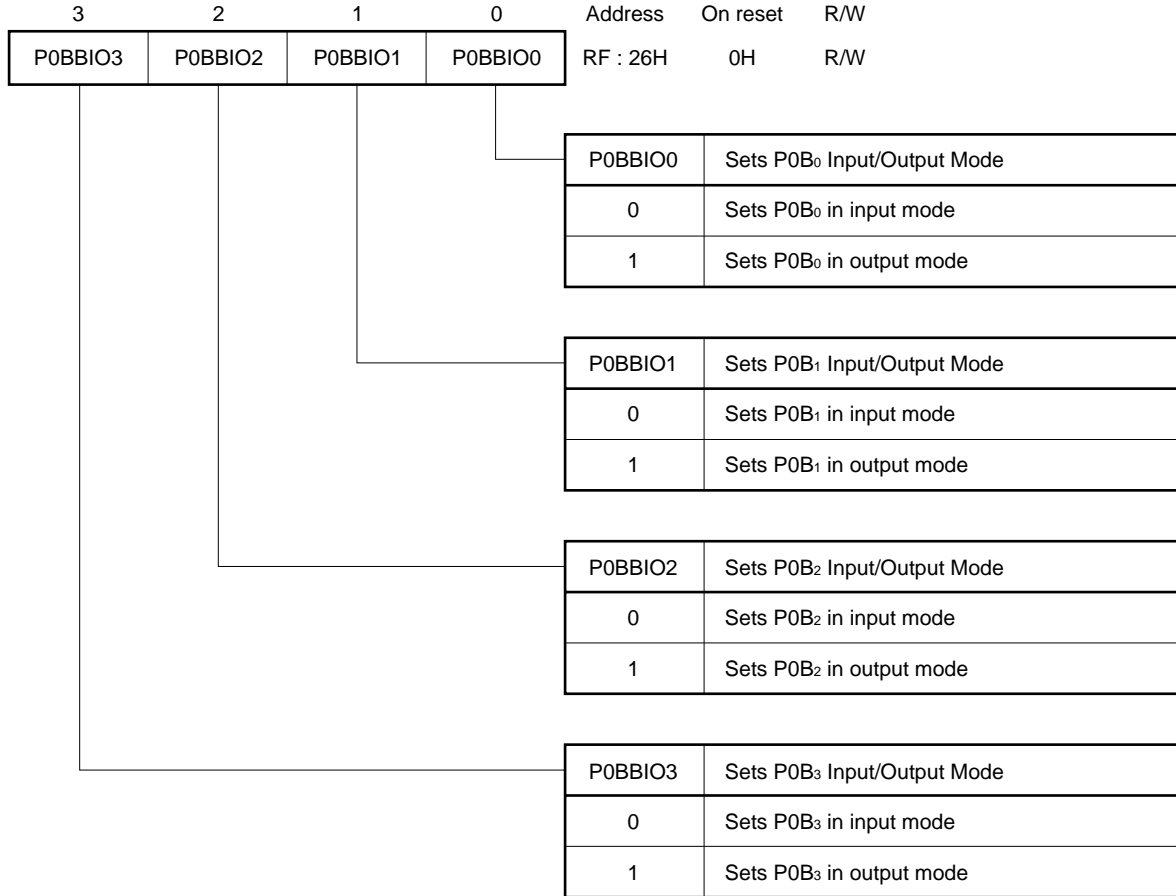 3 2 1 0 Address On reset R/W
P0BBIO3 P0BBIO2 P0BBIO1 P0BBIO0 RF : 26H 0H R/W
P0BBIO0 Sets P0B₀ Input/Output Mode
0 Sets P0B₀ in input mode
1 Sets P0B₀ in output mode
P0BBIO1 Sets P0B₁ Input/Output Mode
0 Sets P0B₁ in input mode
1 Sets P0B₁ in output mode
P0BBIO2 Sets P0B₂ Input/Output Mode
0 Sets P0B₂ in input mode
1 Sets P0B₂ in output mode
P0BBIO3 Sets P0B₃ Input/Output Mode
0 Sets P0B₃ in input mode
1 Sets P0B₃ in output mode